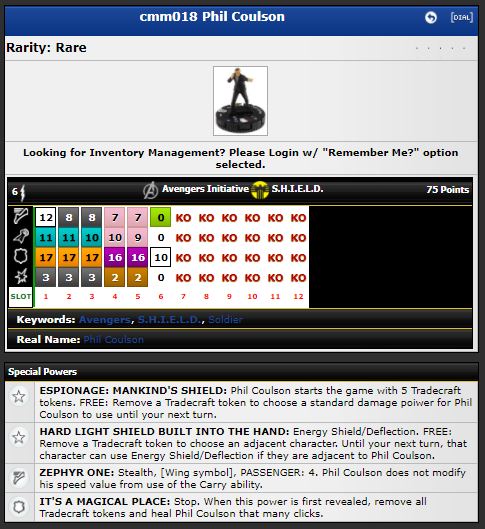 cmm018 Phil Coulson
[DIAL]
Rarity: Rare
Looking for Inventory Management? Please Login w/ "Remember Me?" option
selected.
6 Avengers Initiative S.H.I.E.L.D. 75 Points
12 8 8 7 7 0 KO KO KO KO KO KO
11 11 10 10 9 0 KO KO KO KO KO KO
17 17 17 16 16 10 KO KO KO KO KO KO
3 3 3 2 2 0 KO KO KO KO KO KO
SLOT 1 2 3 4 5 6 7 8 9 10 11 12
Keywords: Avengers, S.H.I.E.L.D., Soldier
Real Name: Phil Coulson
Special Powers
ESPIONAGE: MANKIND'S SHIELD: Phil Coulson starts the game with 5 Tradecraft
tokens. FREE: Remove a Tradecraft token to choose a standard damage power for Phil
Coulson to use until your next turn.
HARD LIGHT SHIELD BUILT INTO THE HAND: Energy Shield/Deflection. FREE:
Remove a Tradecraft token to choose an adjacent character. Until your next turn, that
character can use Energy Shield/Deflection if they are adjacent to Phil Coulson.
ZEPHYR ONE: Stealth, [Wing symbol], PASSENGER: 4. Phil Coulson does not modify
his speed value from use of the Carry ability.
IT'S A MAGICAL PLACE: Stop. When this power is first revealed, remove all
Tradecraft tokens and heal Phil Coulson that many clicks.